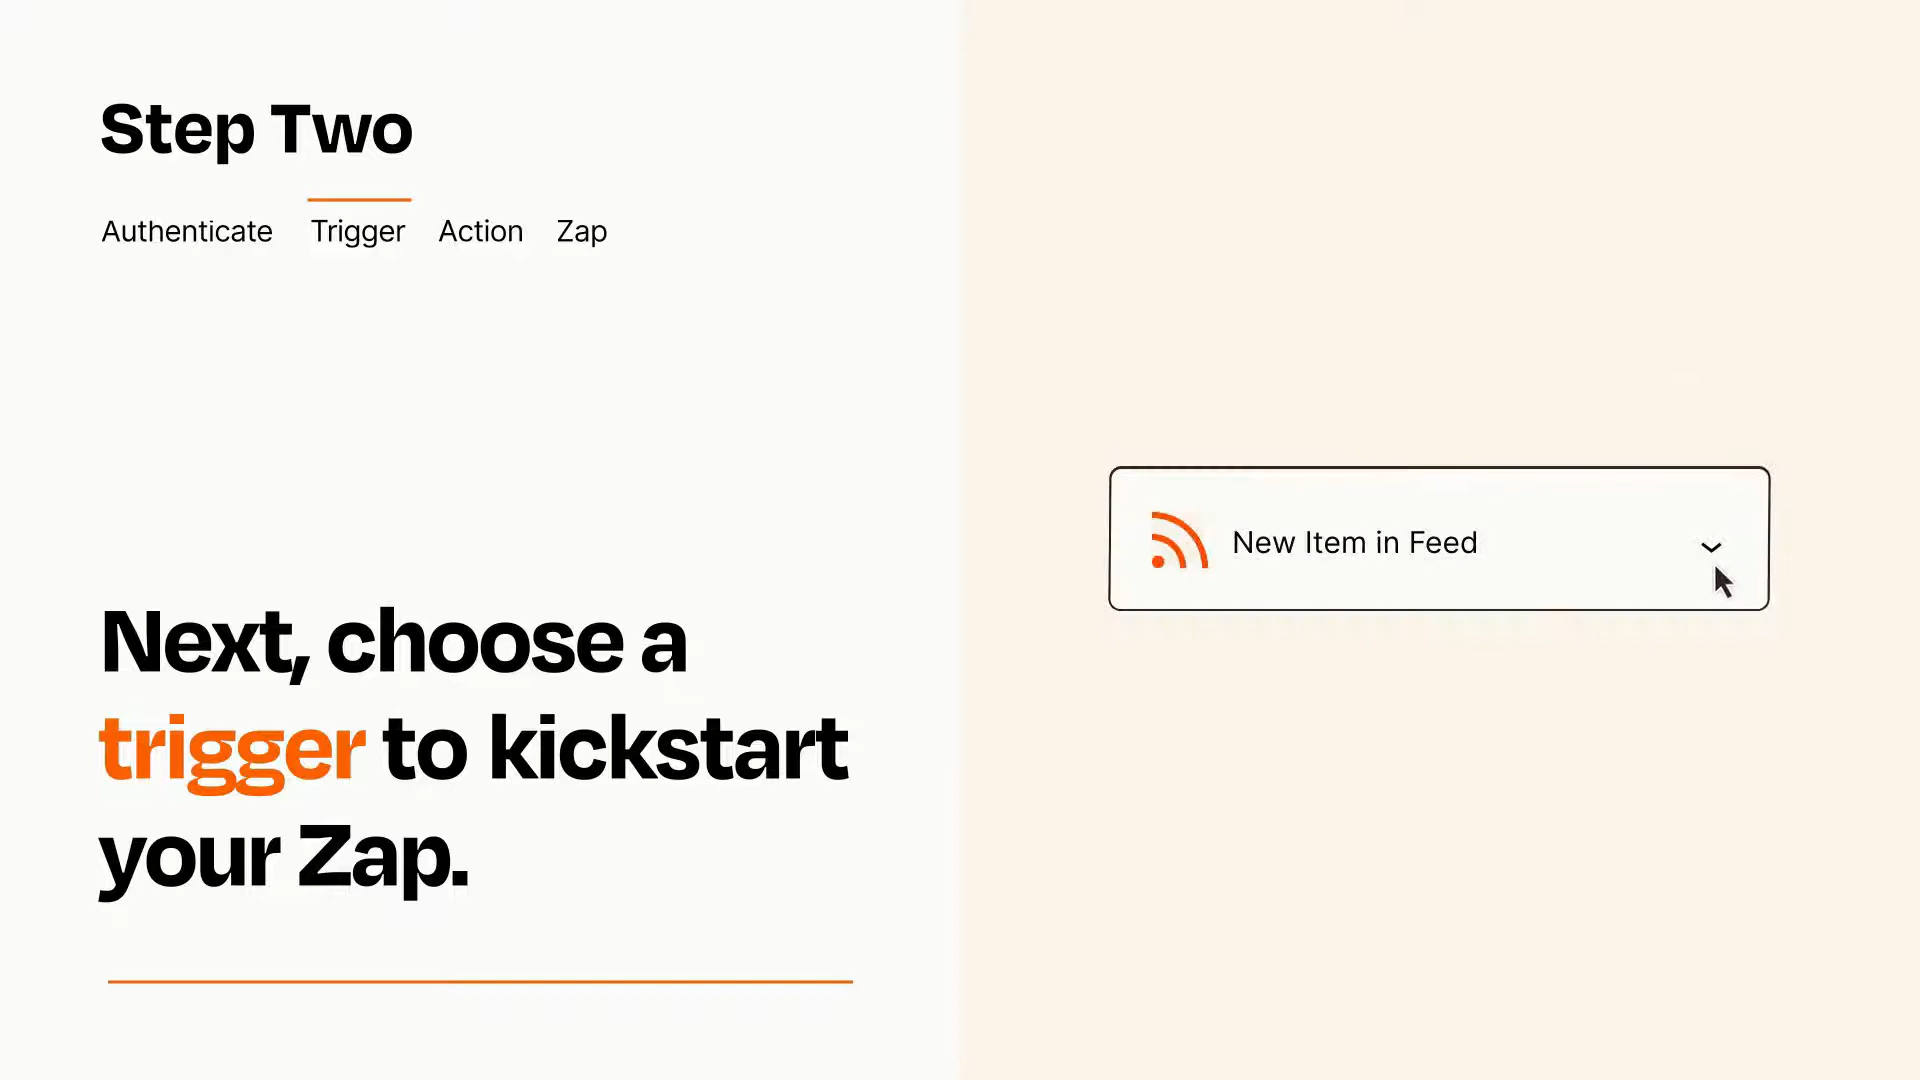 Step Two
Authenticate Trigger Action Zap
Next, choose a
trigger to kickstart
your Zap.
New Item in Feed